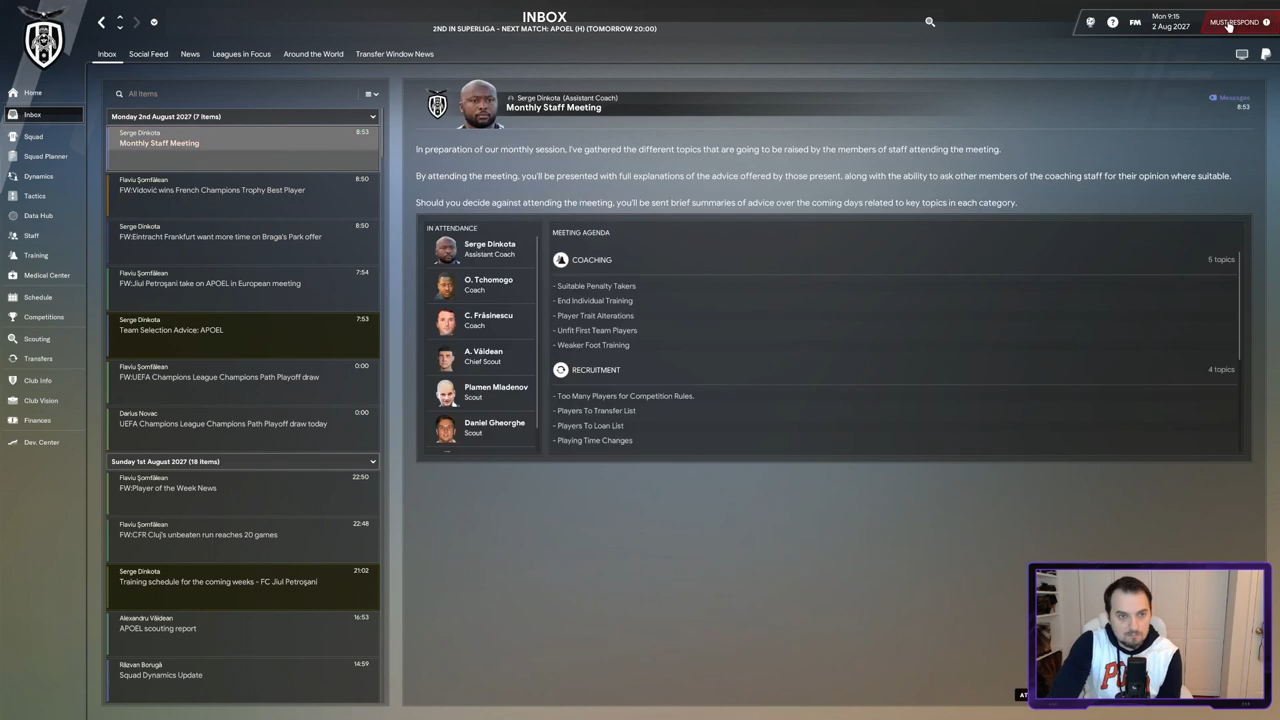 INBOX
2ND IN SUPERLIGA - NEXT MATCH: APOEL (H) (TOMORROW 20:00)
FM
Mon 9:15
2 Aug 2027
MUST RESPOND
Inbox
Social Feed
News
Leagues in Focus
Around the World
Transfer Window News
Home
Inbox
Squad
Squad Planner
Dynamics
Tactics
Data Hub
Staff
Training
Medical Center
Schedule
Competitions
Scouting
Transfers
Club Info
Club Vision
Finances
Dev. Center
All Items
Monday 2nd August 2027 (7 Items)
Serge Dinkota 8:53
Monthly Staff Meeting
Flaviu Şomfălean 8:50
FW:Vidović wins French Champions Trophy Best Player
Serge Dinkota 8:50
FW:Eintracht Frankfurt want more time on Braga's Park offer
Flaviu Şomfălean 7:54
FW:Jiul Petroşani take on APOEL in European meeting
Serge Dinkota 7:53
Team Selection Advice: APOEL
Flaviu Şomfălean 0:00
FW:UEFA Champions League Champions Path Playoff draw
Darius Novac 0:00
UEFA Champions League Champions Path Playoff draw today
Sunday 1st August 2027 (18 items)
Flaviu Şomfălean 22:50
FW:Player of the Week News
Flaviu Şomfălean 22:48
FW:CFR Cluj's unbeaten run reaches 20 games
Serge Dinkota 21:02
Training schedule for the coming weeks - FC Jiul Petroşani
Alexandru Văidean 16:53
APOEL scouting report
Răzvan Borugă 14:59
Squad Dynamics Update
Serge Dinkota (Assistant Coach)
Monthly Staff Meeting
Messages
8:53
In preparation of our monthly session, I've gathered the different topics that are going to be raised by the members of staff attending the meeting.
By attending the meeting, you'll be presented with full explanations of the advice offered by those present, along with the ability to ask other members of the coaching staff for their opinion where suitable.
Should you decide against attending the meeting, you'll be sent brief summaries of advice over the coming days related to key topics in each category.
IN ATTENDANCE
Serge Dinkota
Assistant Coach
O. Tchomogo
Coach
C. Frăsinescu
Coach
A. Văidean
Chief Scout
Plamen Mladenov
Scout
Daniel Gheorghe
Scout
MEETING AGENDA
COACHING 5 topics
- Suitable Penalty Takers
- End Individual Training
- Player Trait Alterations
- Unfit First Team Players
- Weaker Foot Training
RECRUITMENT 4 topics
- Too Many Players for Competition Rules.
- Players To Transfer List
- Players To Loan List
- Playing Time Changes